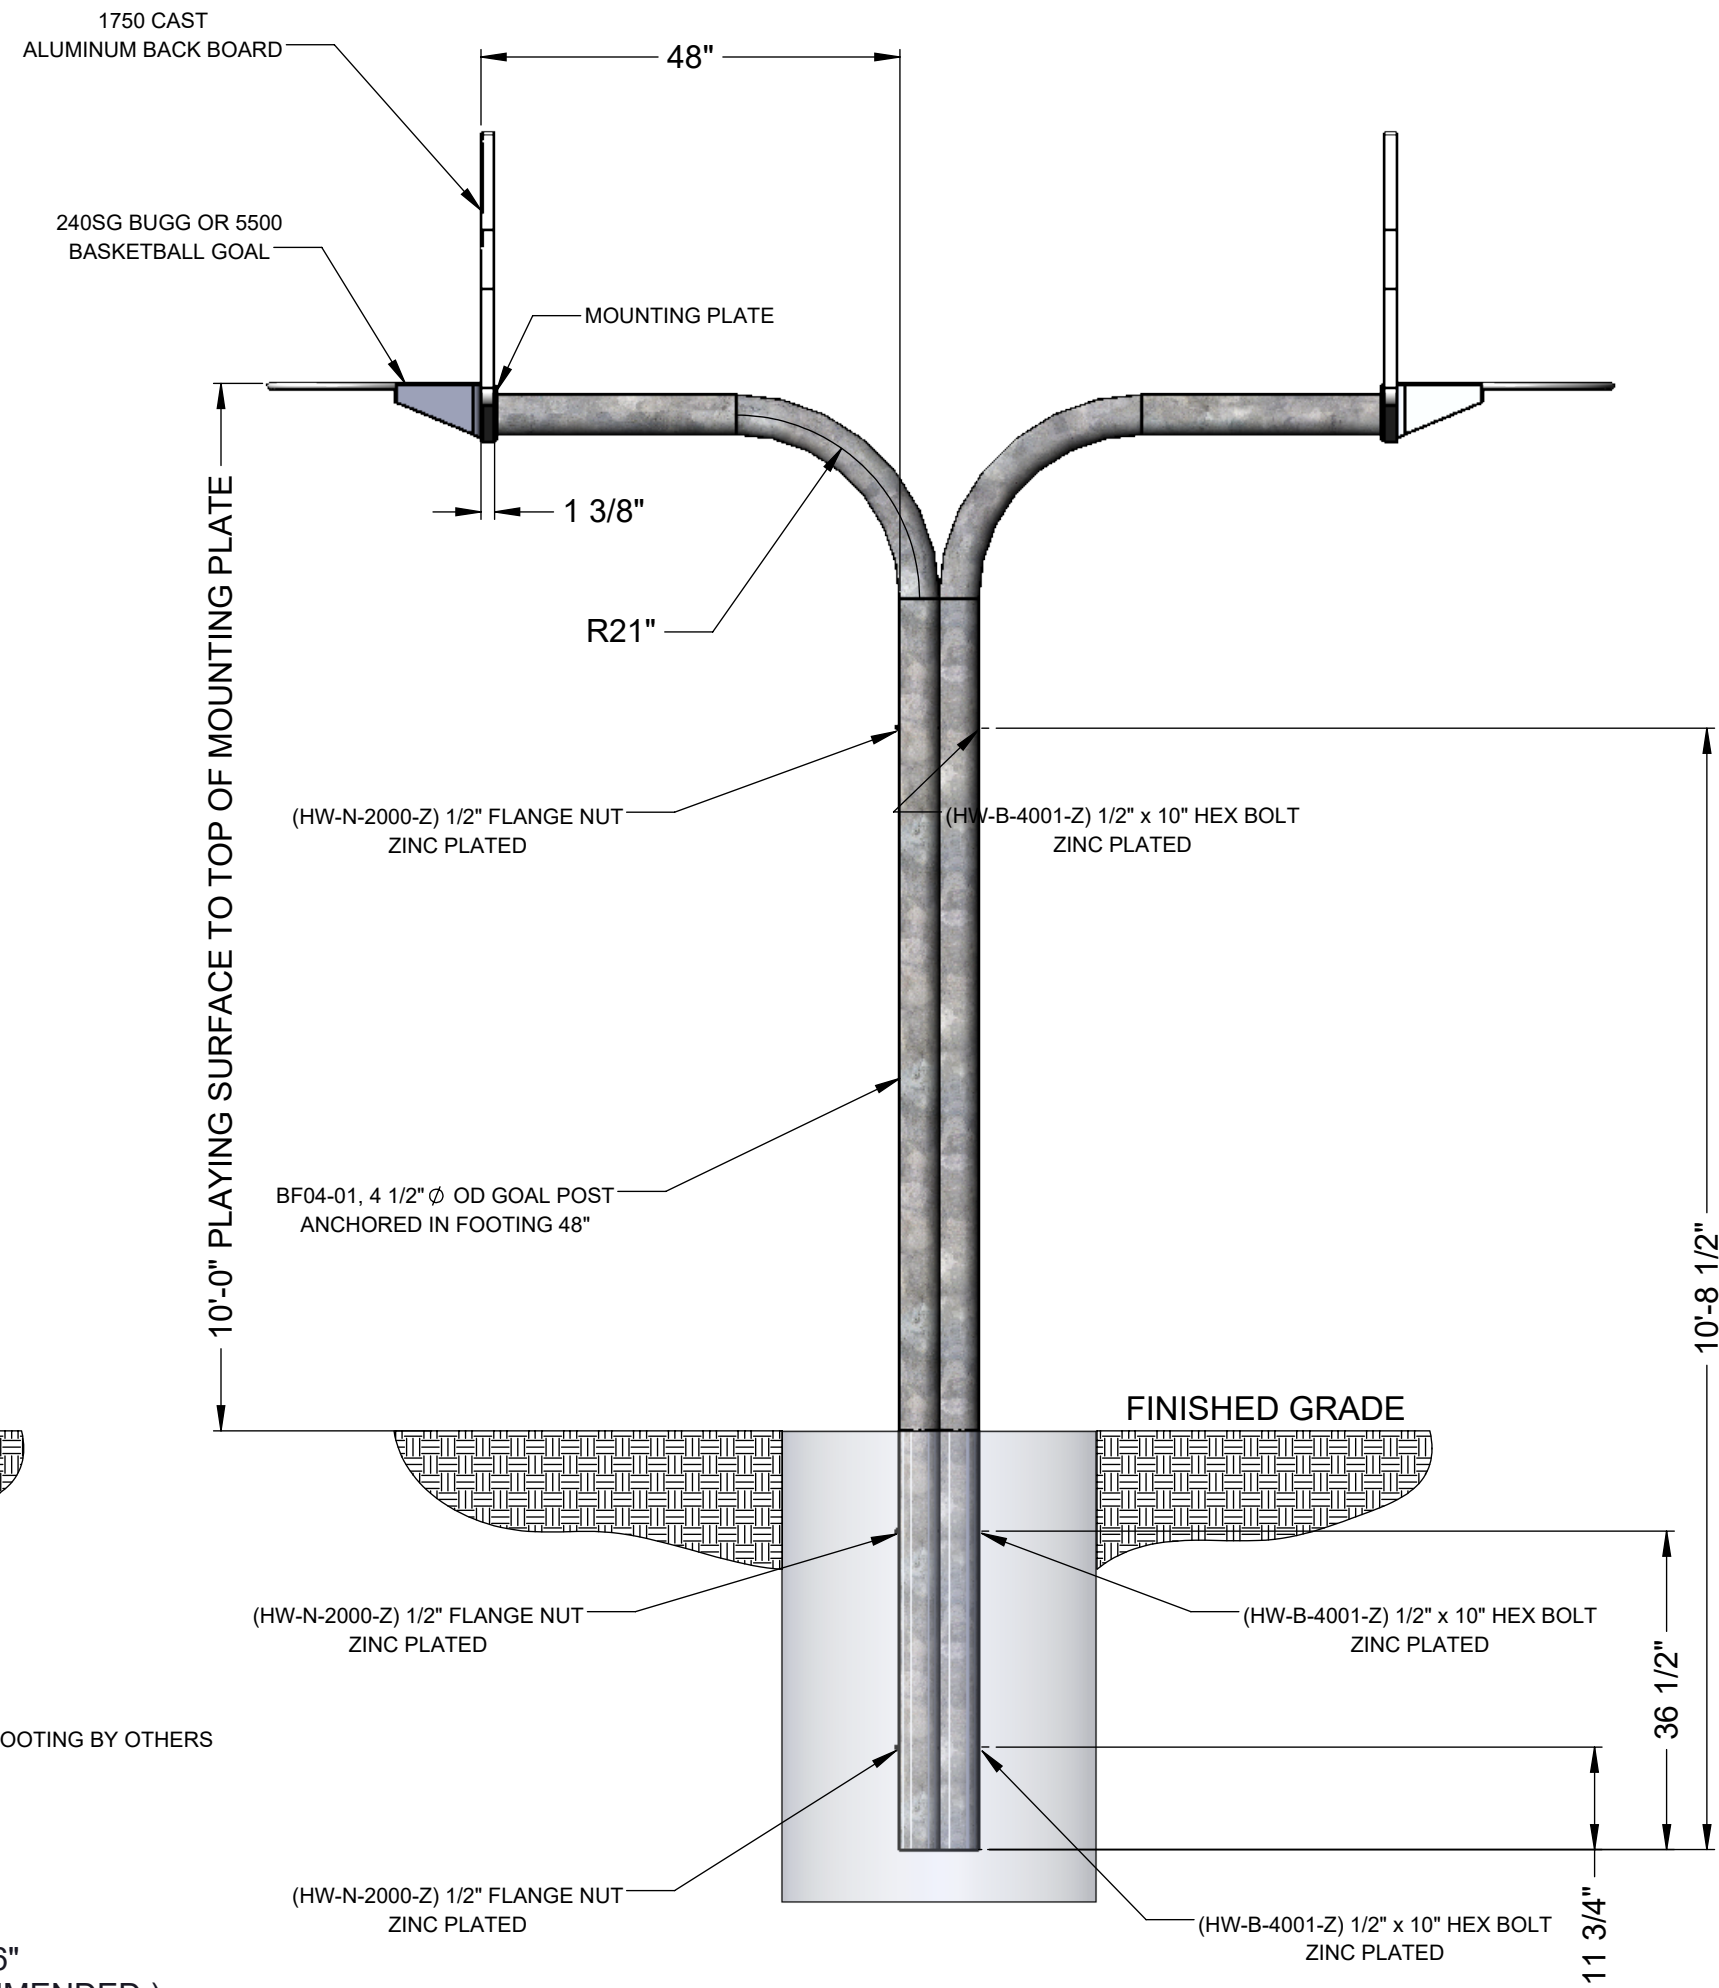 1750 CAST
ALUMINUM BACK BOARD
48"
240SG BUGG OR 5500
BASKETBALL GOAL
MOUNTING PLATE
1 3/8"
R21"
10'-0" PLAYING SURFACE TO TOP OF MOUNTING PLATE
(HW-N-2000-Z) 1/2" FLANGE NUT
ZINC PLATED
(HW-B-4001-Z) 1/2" x 10" HEX BOLT
ZINC PLATED
BF04-01, 4 1/2"∅ OD GOAL POST
ANCHORED IN FOOTING 48"
10'-8 1/2"
FINISHED GRADE
(HW-N-2000-Z) 1/2" FLANGE NUT
ZINC PLATED
(HW-B-4001-Z) 1/2" x 10" HEX BOLT
ZINC PLATED
36 1/2"
OOTING BY OTHERS
(HW-N-2000-Z) 1/2" FLANGE NUT
ZINC PLATED
(HW-B-4001-Z) 1/2" x 10" HEX BOLT
ZINC PLATED
11 3/4"
6"